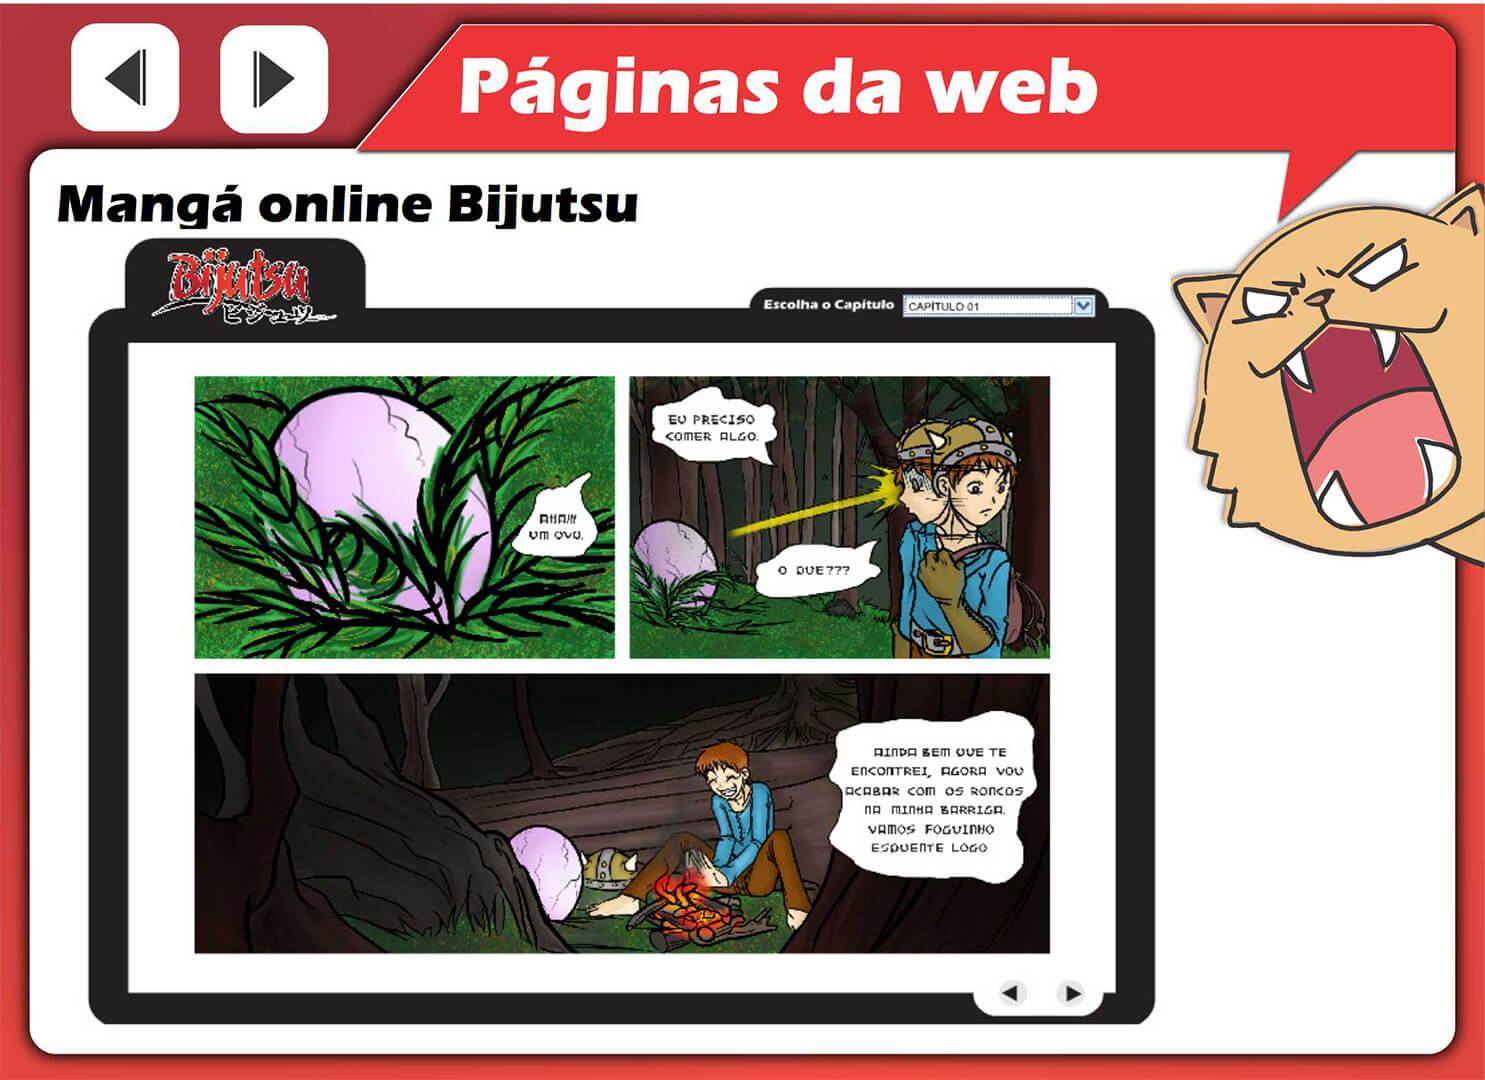 Páginas da web
Mangá online Bijutsu
Bijutsu
ビジュツ
Escolha o Capítulo
CAPÍTULO 01
AHA!!!
UM OVO.
EU PRECISO
COMER ALGO.
O QUE???
AINDA BEM QUE TE
ENCONTREI, AGORA VOU
ACABAR COM OS RONCOS
NA MINHA BARRIGA.
VAMOS FOGUINHO
ESQUENTE LOGO